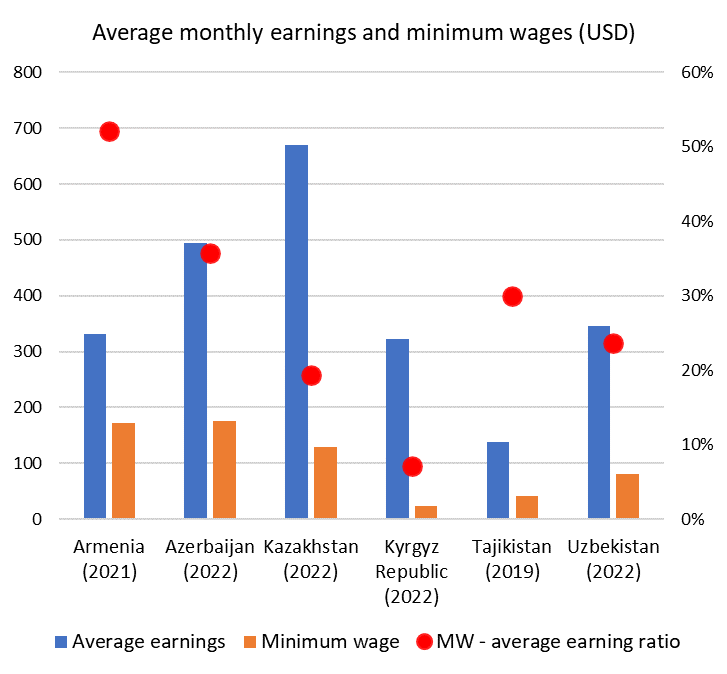 Average monthly earnings and minimum wages (USD)
800
700
600
500
400
300
200
100
0
60%
50%
40%
30%
20%
10%
0%
Armenia
(2021)
Azerbaijan
(2022)
Kazakhstan
(2022)
Kyrgyz
Republic
(2022)
Tajikistan
(2019)
Uzbekistan
(2022)
Average earnings
Minimum wage
MW - average earning ratio